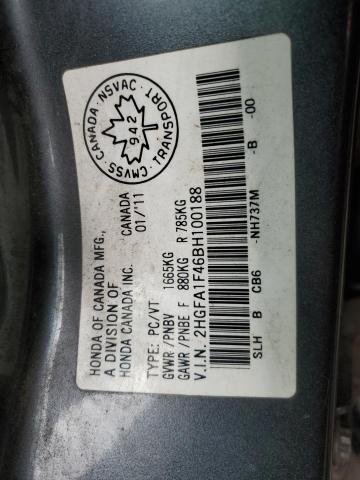 HONDA OF CANADA MFG.,
A DIVISION OF
HONDA CANADA INC. CANADA
01/'11
TYPE: PC/VT
GVWR /PNBV 1665KG
GAWR /PNBE F 880KG R 785KG
V.I.N. 2HGFA1F46BH100188
SLH B CB6 -NH737M -B -00
CMVSS · CANADA · NSVAC · TRANSPORT
942